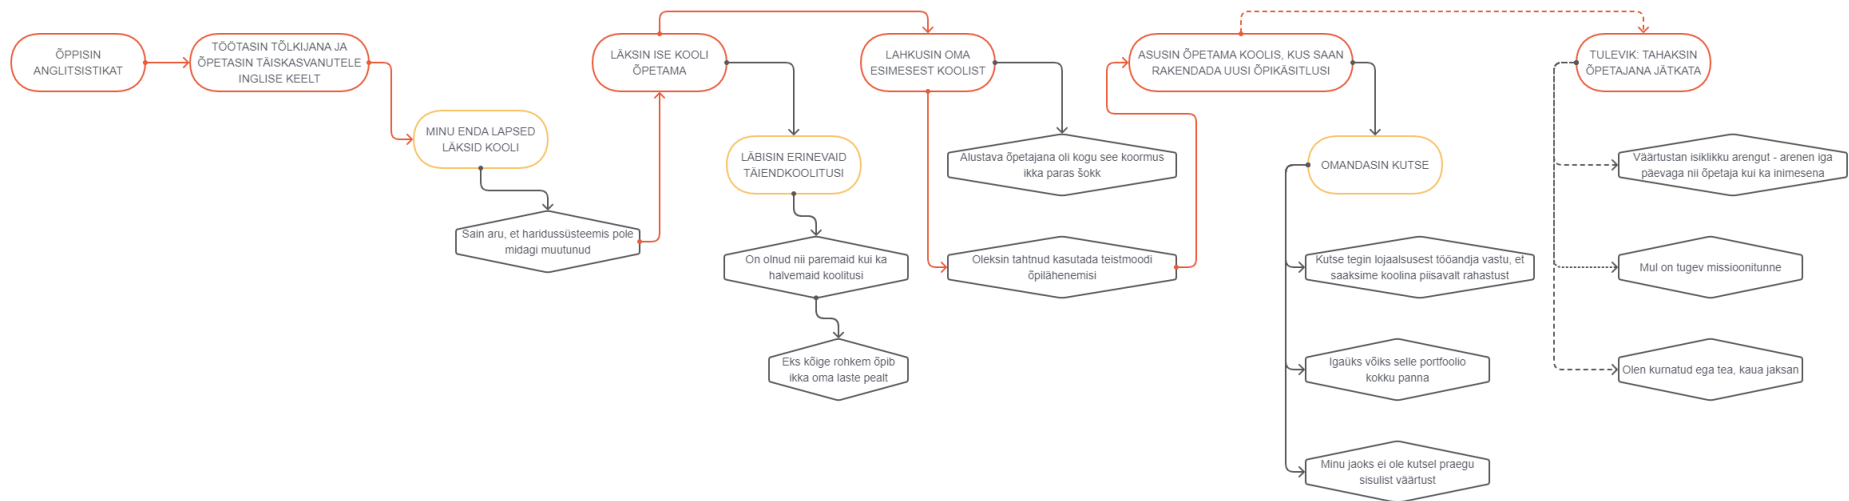 ÕPPISIN
ANGLITSISTIKAT
TÖÖTASIN TÕLKIJANA JA
ÕPETASIN TÄISKASVANUTELE
INGLISE KEELT
MINU ENDA LAPSED
LÄKSID KOOLI
Sain aru, et haridussüsteemis pole
midagi muutunud
LÄKSIN ISE KOOLI
ÕPETAMA
LÄBISIN ERINEVAID
TÄIENDKOOLITUSI
On olnud nii paremaid kui ka
halvemaid koolitusi
Eks kõige rohkem õpib
ikka oma laste pealt
LAHKUSIN OMA
ESIMESEST KOOLIST
Alustava õpetajana oli kogu see koormus
ikka paras šokk
Oleksin tahtnud kasutada teistmoodi
õpilähenemisi
ASUSIN ÕPETAMA KOOLIS, KUS SAAN
RAKENDADA UUSI ÕPIKÄSITLUSI
OMANDASIN KUTSE
Kutse tegin lojaalsusest tööandja vastu, et
saaksime koolina piisavalt rahastust
Igaüks võiks selle portfoolio
kokku panna
Minu jaoks ei ole kutsel praegu
sisulist väärtust
TULEVIK: TAHAKSIN
ÕPETAJANA JÄTKATA
Väärtustan isiklikku arengut - arenen iga
päevaga nii õpetaja kui ka inimesena
Mul on tugev missioonitunne
Olen kurnatud ega tea, kaua jaksan